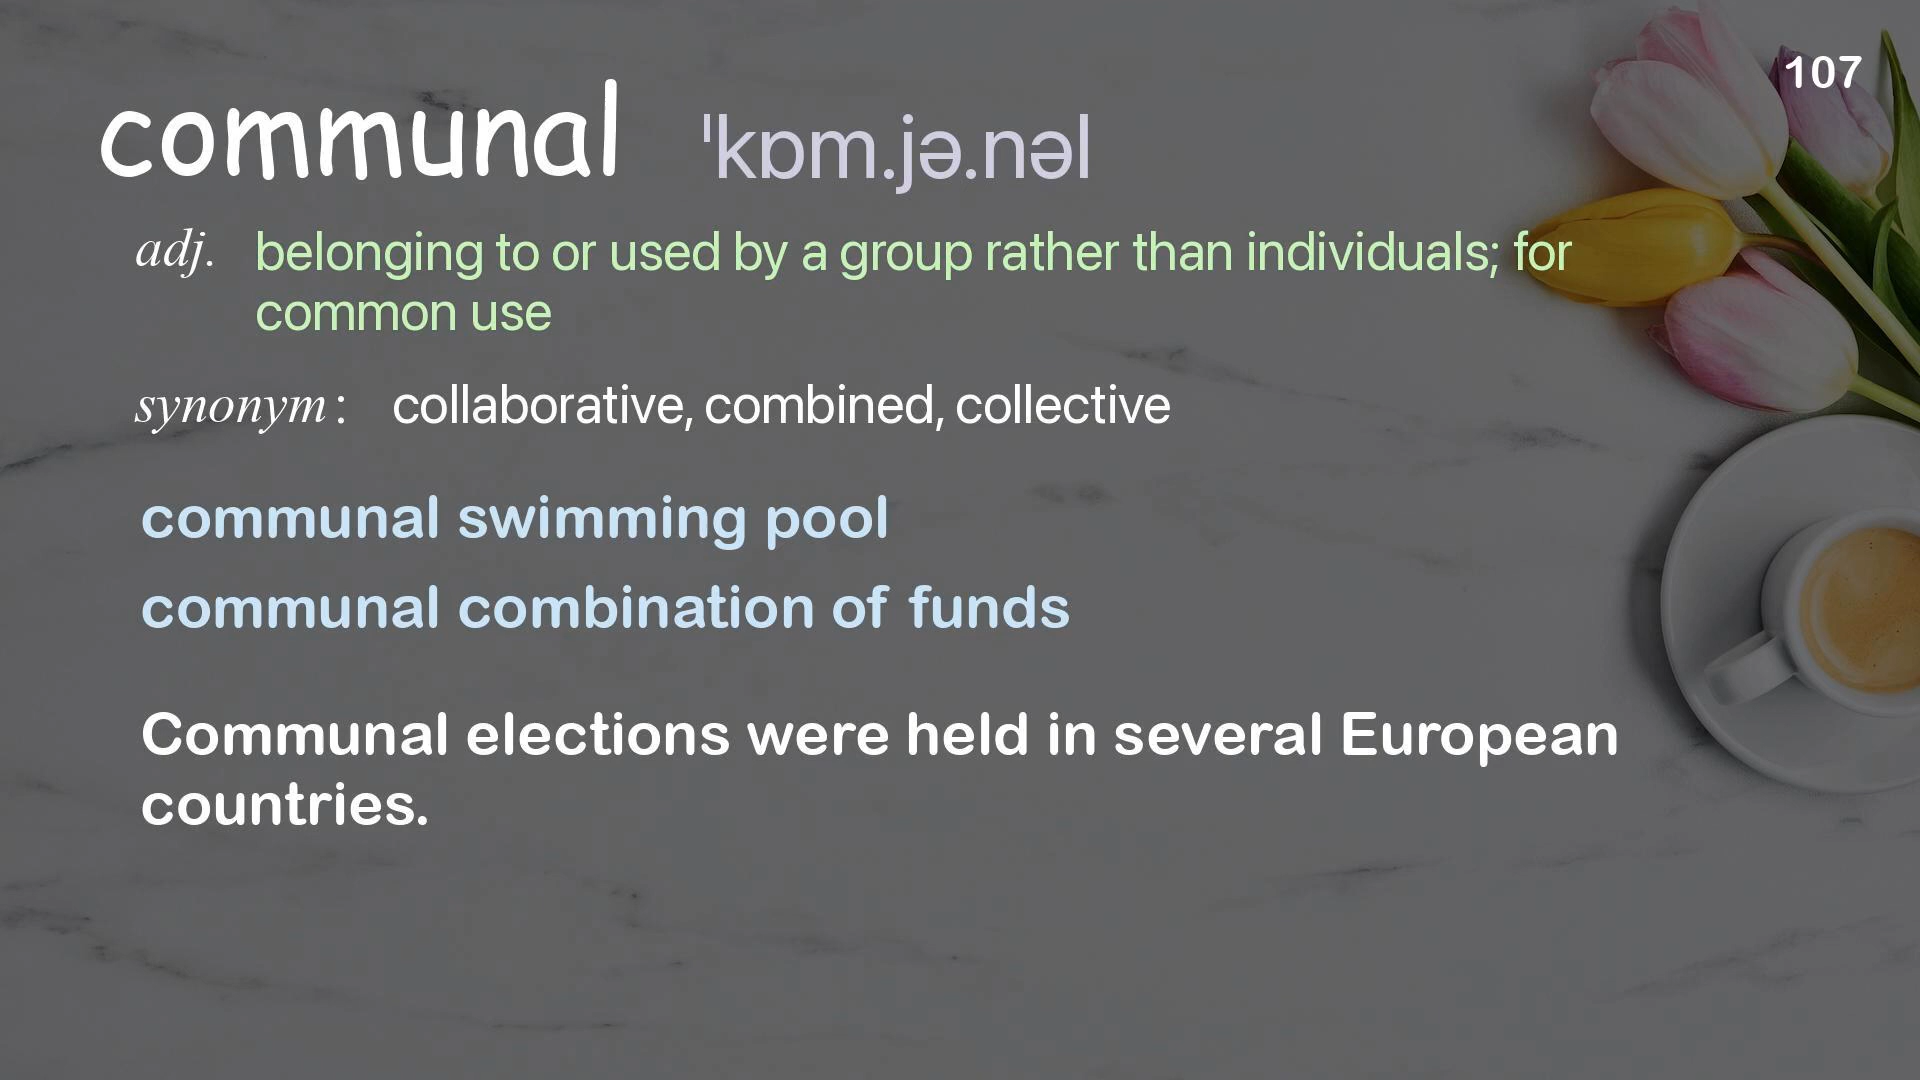 107
communal ˈkɒm.jə.nəl
adj. belonging to or used by a group rather than individuals; for
common use
synonym : collaborative, combined, collective
communal swimming pool
communal combination of funds
Communal elections were held in several European
countries.